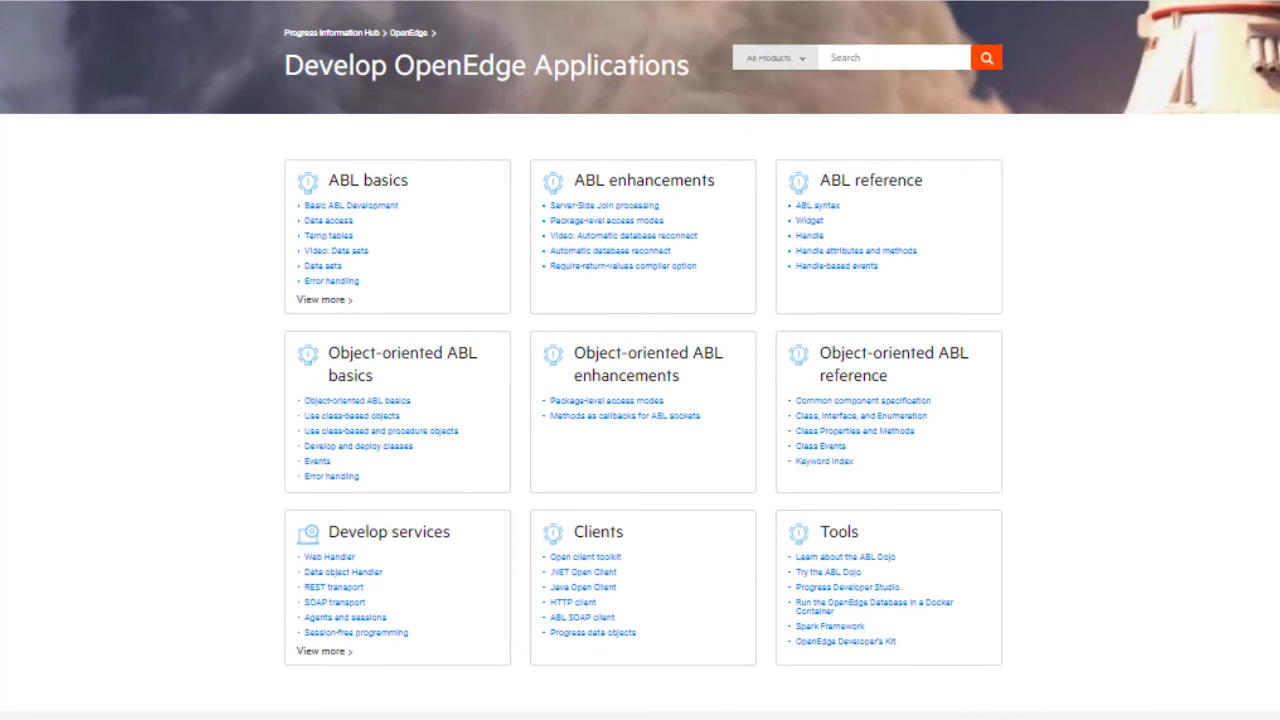 Progress Information Hub > OpenEdge >
Develop OpenEdge Applications
All Products
Search
ABL basics
Basic ABL Development
Data access
Temp tables
Video: Data sets
Data sets
Error handling
View more >
ABL enhancements
Server-Side Join processing
Package-level access modes
Video: Automatic database reconnect
Automatic database reconnect
Require-return-values compiler option
ABL reference
ABL syntax
Widget
Handle
Handle attributes and methods
Handle-based events
Object-oriented ABL
basics
Object-oriented ABL basics
Use class-based objects
Use class-based and procedure objects
Develop and deploy classes
Events
Error handling
Object-oriented ABL
enhancements
Package-level access modes
Methods as callbacks for ABL sockets
Object-oriented ABL
reference
Common component specification
Class, Interface, and Enumeration
Class Properties and Methods
Class Events
Keyword Index
Develop services
Web Handler
Data object Handler
REST transport
SOAP transport
Agents and sessions
Session-free programming
View more >
Clients
Open client toolkit
.NET Open Client
Java Open Client
HTTP client
ABL SOAP client
Progress data objects
Tools
Learn about the ABL Dojo
Try the ABL Dojo
Progress Developer Studio
Run the OpenEdge Database in a Docker
Container
Spark Framework
OpenEdge Developer's Kit